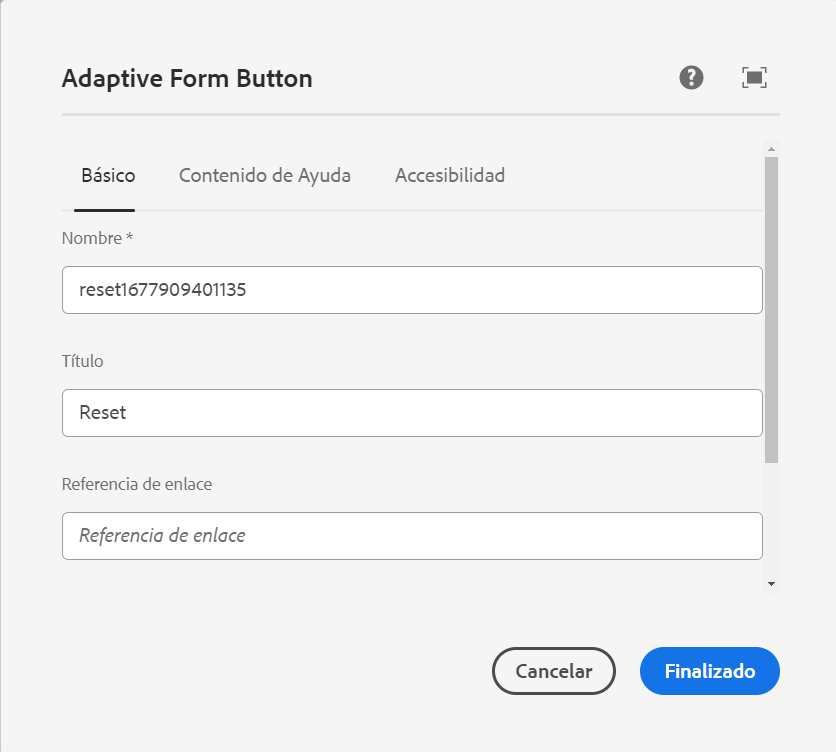 Adaptive Form Button
Básico Contenido de Ayuda Accesibilidad
Nombre *
reset1677909401135
Título
Reset
Referencia de enlace
Referencia de enlace
Cancelar Finalizado